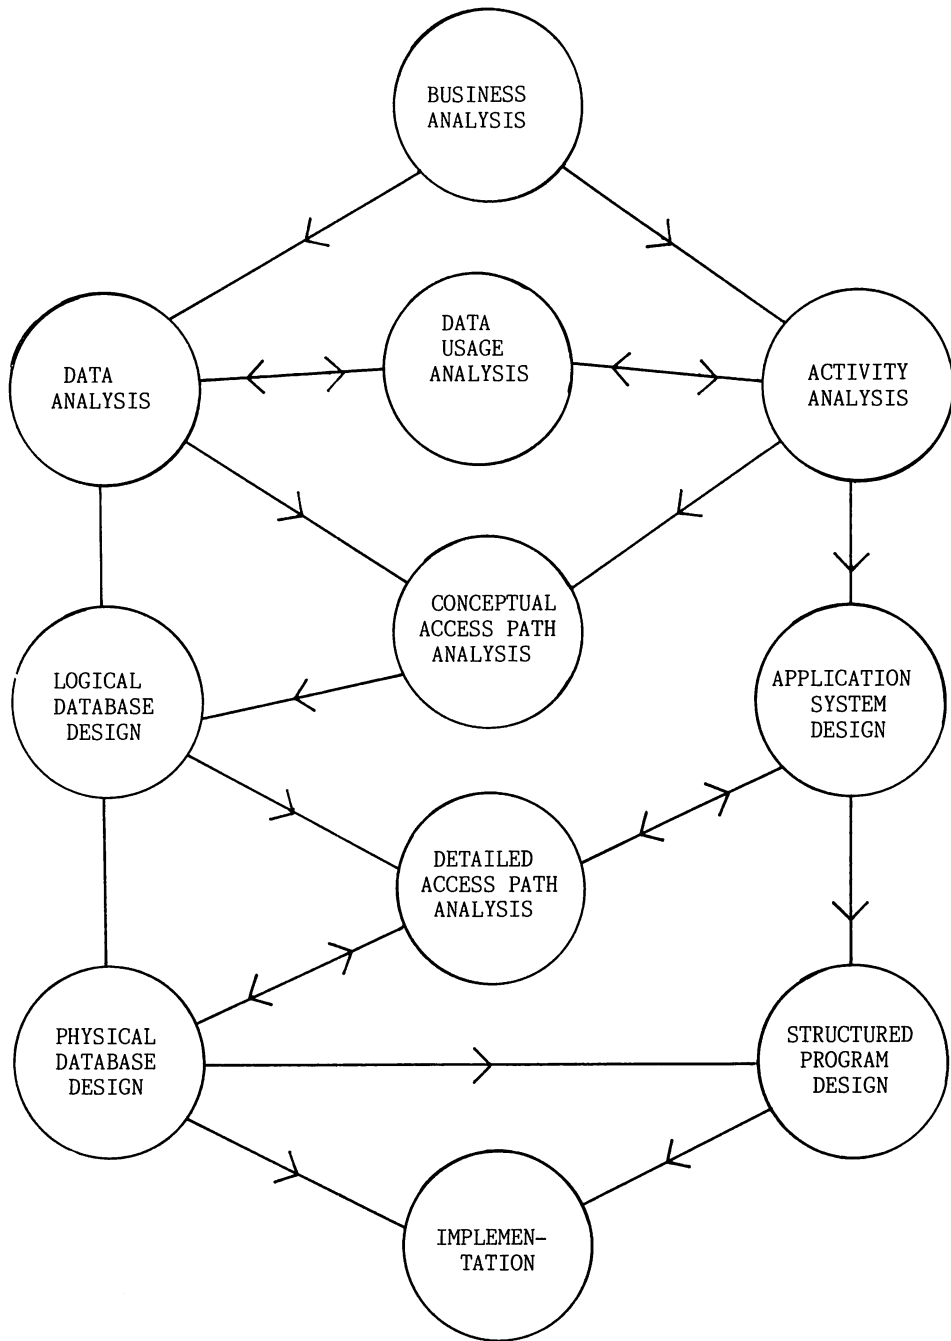 BUSINESS
ANALYSIS
DATA
USAGE
ANALYSIS
DATA
ANALYSIS
ACTIVITY
ANALYSIS
CONCEPTUAL
ACCESS PATH
ANALYSIS
LOGICAL
DATABASE
DESIGN
APPLICATION
SYSTEM
DESIGN
DETAILED
ACCESS PATH
ANALYSIS
PHYSICAL
DATABASE
DESIGN
STRUCTURED
PROGRAM
DESIGN
IMPLEMEN-
TATION